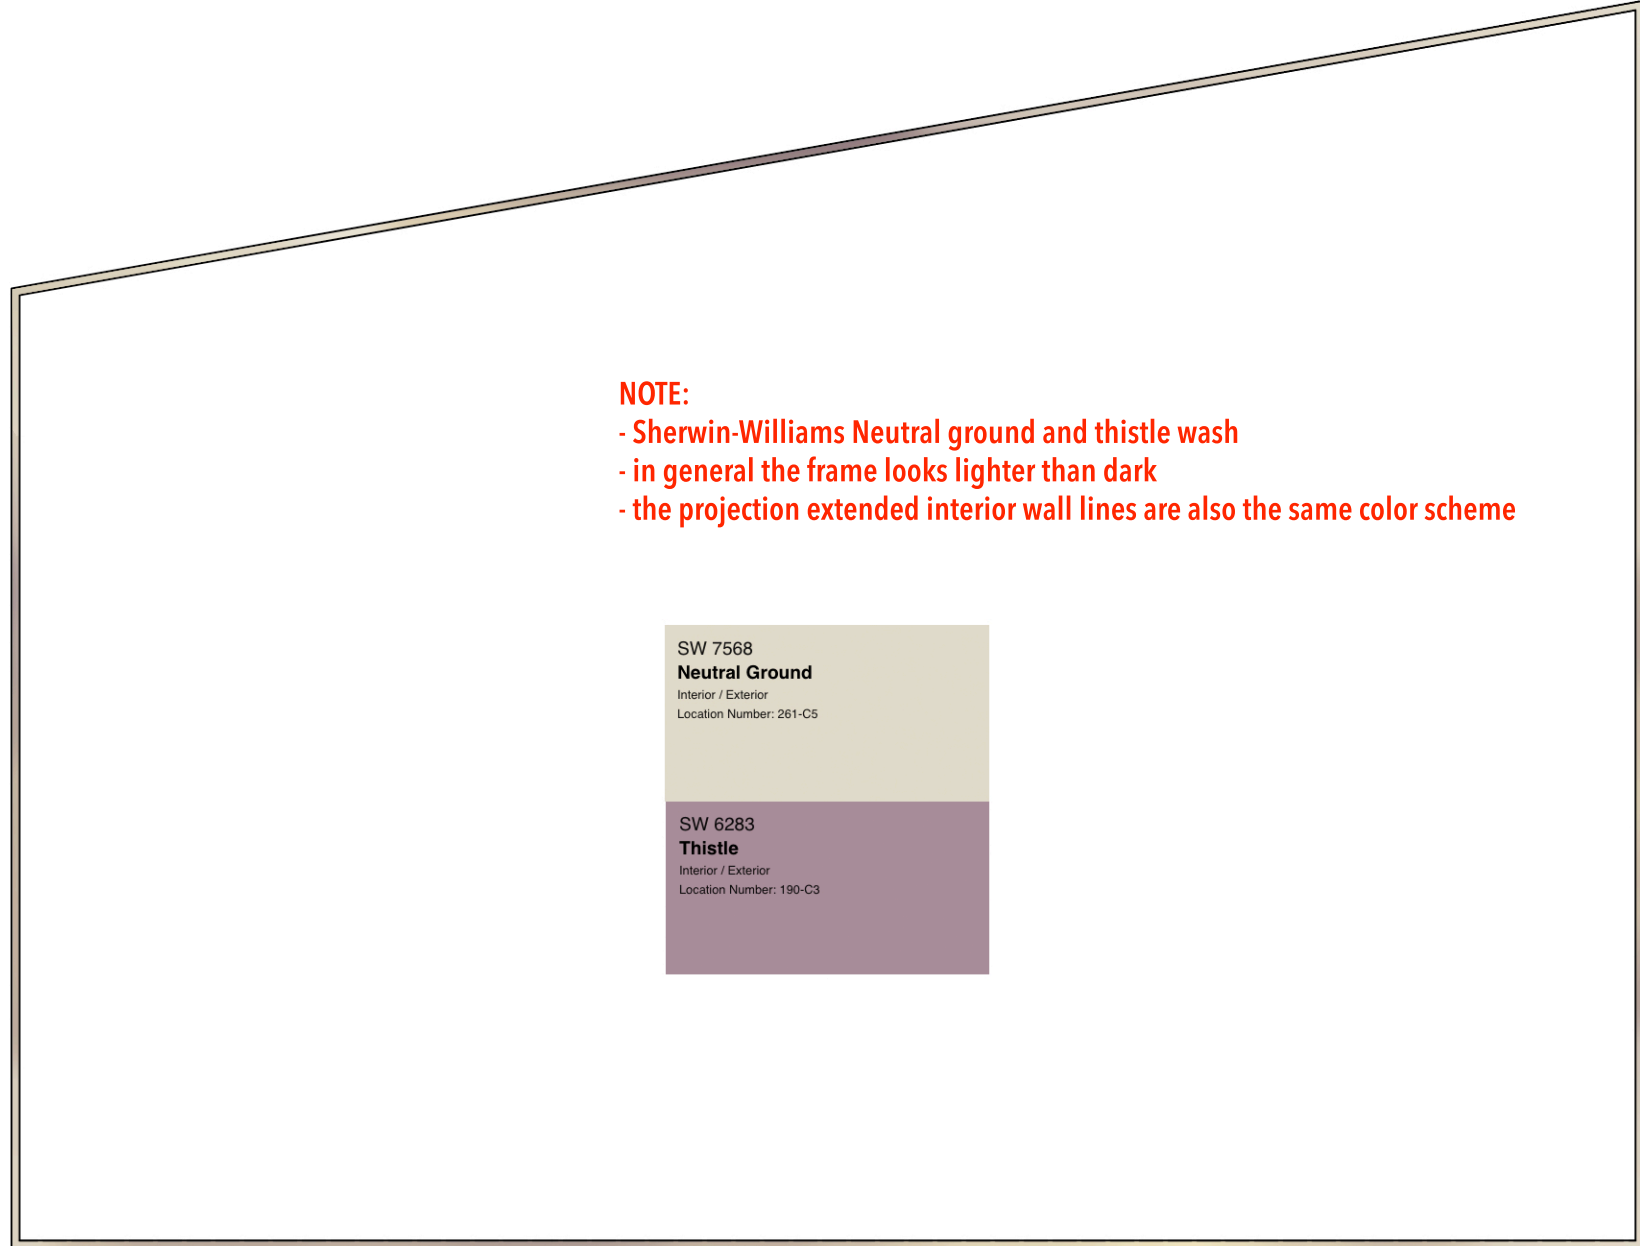 NOTE:
- Sherwin-Williams Neutral ground and thistle wash
- in general the frame looks lighter than dark
- the projection extended interior wall lines are also the same color scheme
SW 7568
Neutral Ground
Interior / Exterior
Location Number: 261-C5
SW 6283
Thistle
Interior / Exterior
Location Number: 190-C3